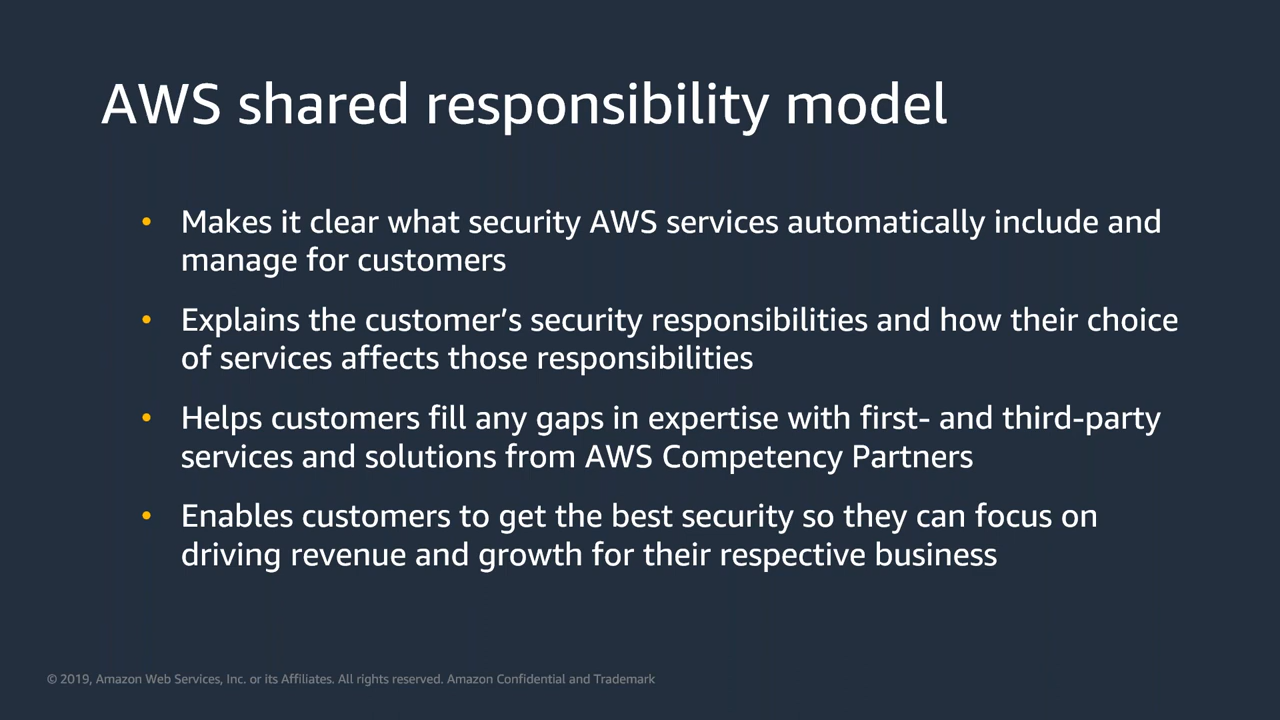 AWS shared responsibility model
• Makes it clear what security AWS services automatically include and
manage for customers
• Explains the customer’s security responsibilities and how their choice
of services affects those responsibilities
• Helps customers fill any gaps in expertise with first- and third-party
services and solutions from AWS Competency Partners
• Enables customers to get the best security so they can focus on
driving revenue and growth for their respective business
© 2019, Amazon Web Services, Inc. or its Affiliates. All rights reserved. Amazon Confidential and Trademark